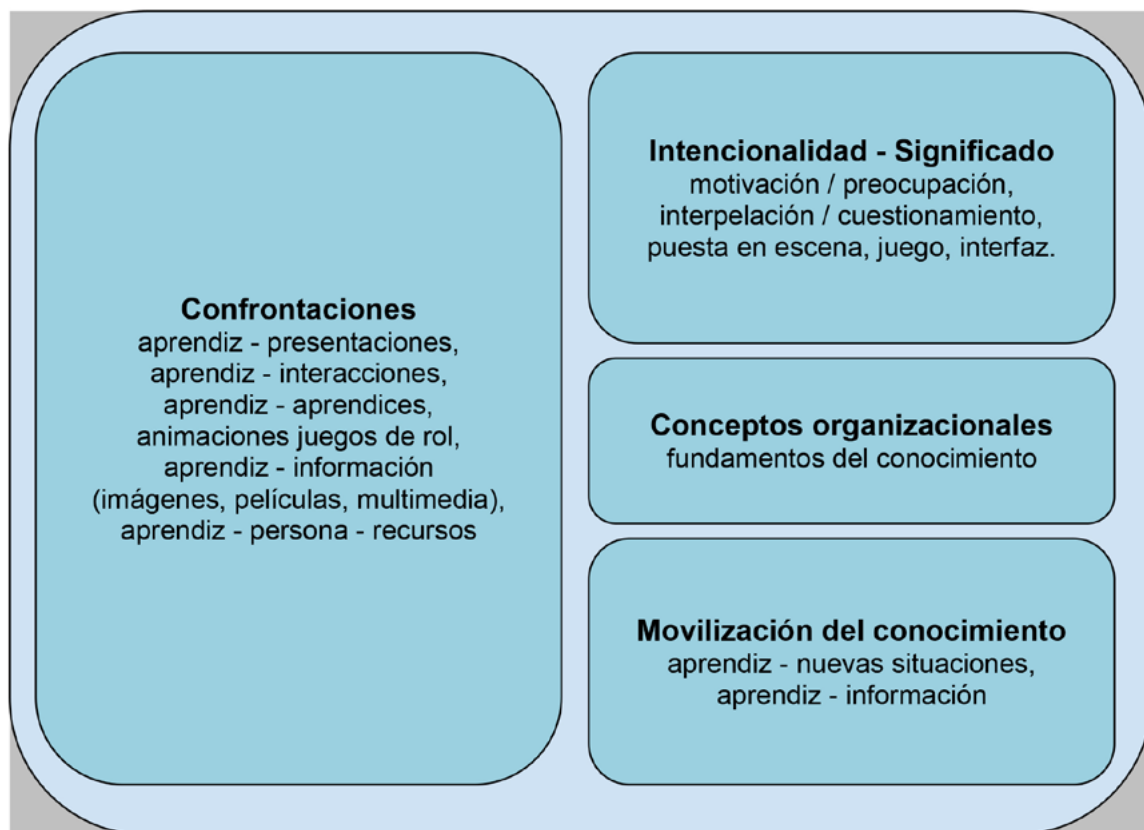 Confrontaciones
aprendiz - presentaciones,
aprendiz - interacciones,
aprendiz - aprendices,
animaciones juegos de rol,
aprendiz - información
(imágenes, películas, multimedia),
aprendiz - persona - recursos
Intencionalidad - Significado
motivación / preocupación,
interpelación / cuestionamiento,
puesta en escena, juego, interfaz.
Conceptos organizacionales
fundamentos del conocimiento
Movilización del conocimiento
aprendiz - nuevas situaciones,
aprendiz - información